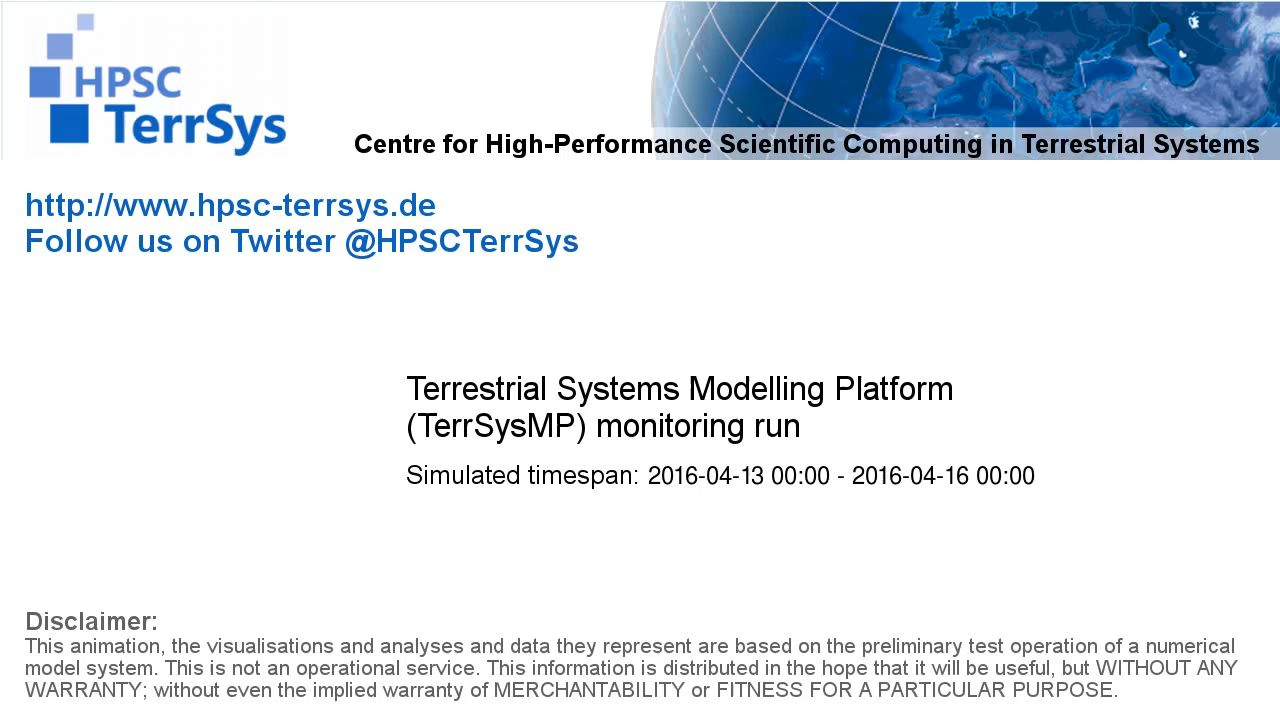 HPSC
TerrSys
Centre for High-Performance Scientific Computing in Terrestrial Systems
http://www.hpsc-terrsys.de
Follow us on Twitter @HPSCTerrSys
Terrestrial Systems Modelling Platform
(TerrSysMP) monitoring run
Simulated timespan: 2016-04-13 00:00 - 2016-04-16 00:00
Disclaimer:
This animation, the visualisations and analyses and data they represent are based on the preliminary test operation of a numerical
model system. This is not an operational service. This information is distributed in the hope that it will be useful, but WITHOUT ANY
WARRANTY; without even the implied warranty of MERCHANTABILITY or FITNESS FOR A PARTICULAR PURPOSE.